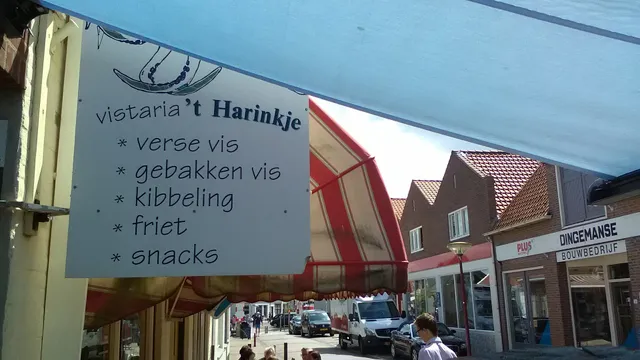 vistaria 't Harinkje
* verse vis
* gebakken vis
* kibbeling
* friet
* snacks
PLUS
DINGEMANSE
BOUWBEDRIJF